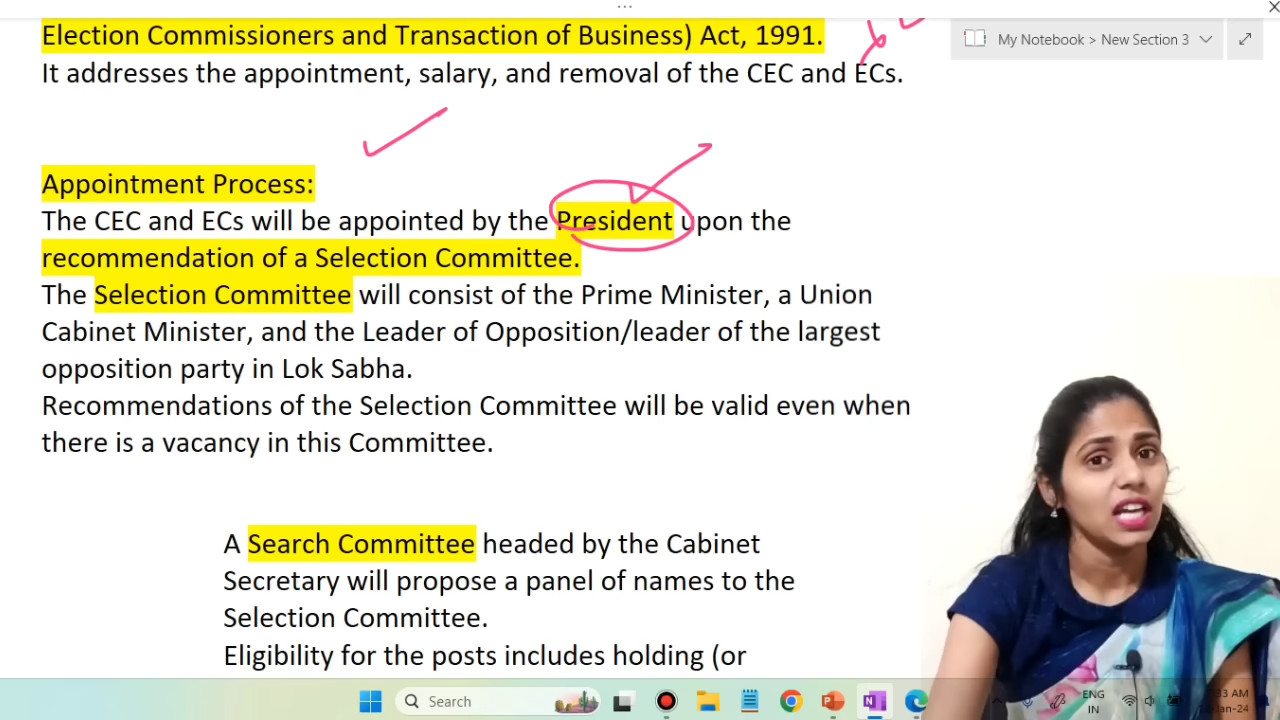 Election Commissioners and Transaction of Business) Act, 1991.
It addresses the appointment, salary, and removal of the CEC and ECs.
My Notebook > New Section 3
Appointment Process:
The CEC and ECs will be appointed by the President upon the
recommendation of a Selection Committee.
The Selection Committee will consist of the Prime Minister, a Union
Cabinet Minister, and the Leader of Opposition/leader of the largest
opposition party in Lok Sabha.
Recommendations of the Selection Committee will be valid even when
there is a vacancy in this Committee.
A Search Committee headed by the Cabinet
Secretary will propose a panel of names to the
Selection Committee.
Eligibility for the posts includes holding (or
Search
ENG
IN